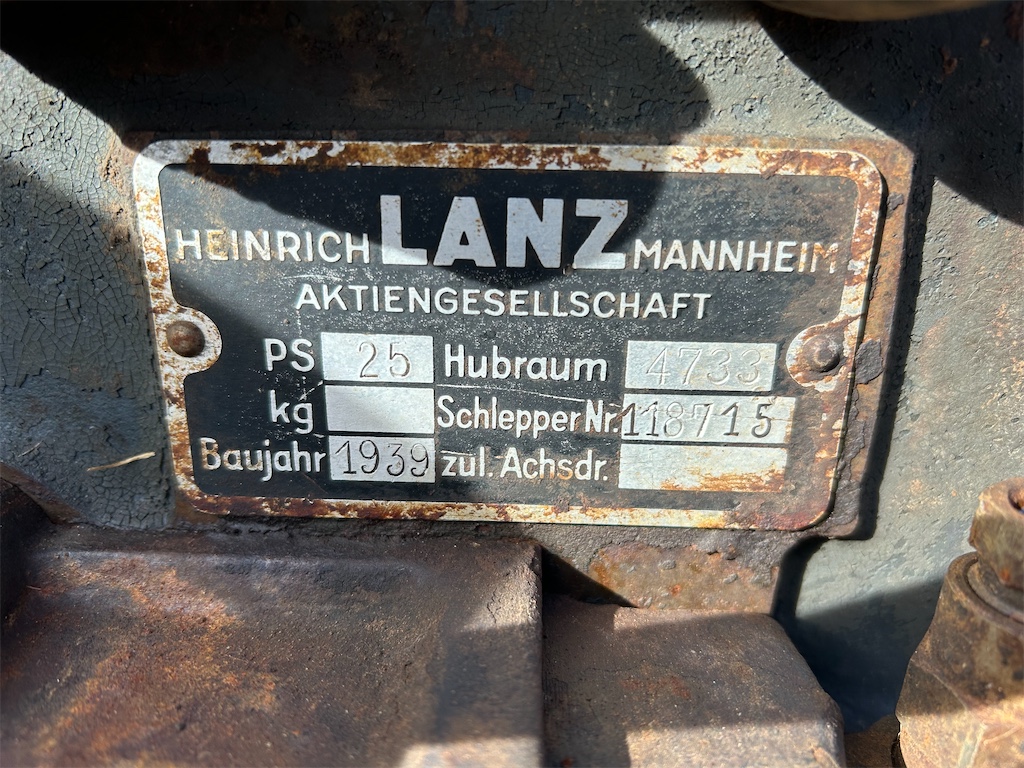 HEINRICH LANZ MANNHEIM
AKTIENGESELLSCHAFT
PS 25 Hubraum 4733
kg Schlepper Nr. 118715
Baujahr 1939 zul. Achsdr.